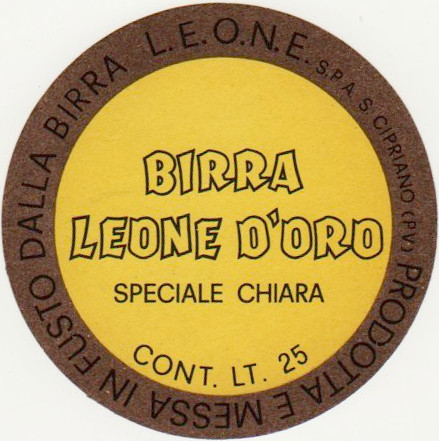 PRODOTTA E MESSA IN FUSTO DALLA BIRRA L.E.O.N.E. S.P.A. S. CIPRIANO (PV)
BIRRA
LEONE D'ORO
SPECIALE CHIARA
CONT. LT. 25